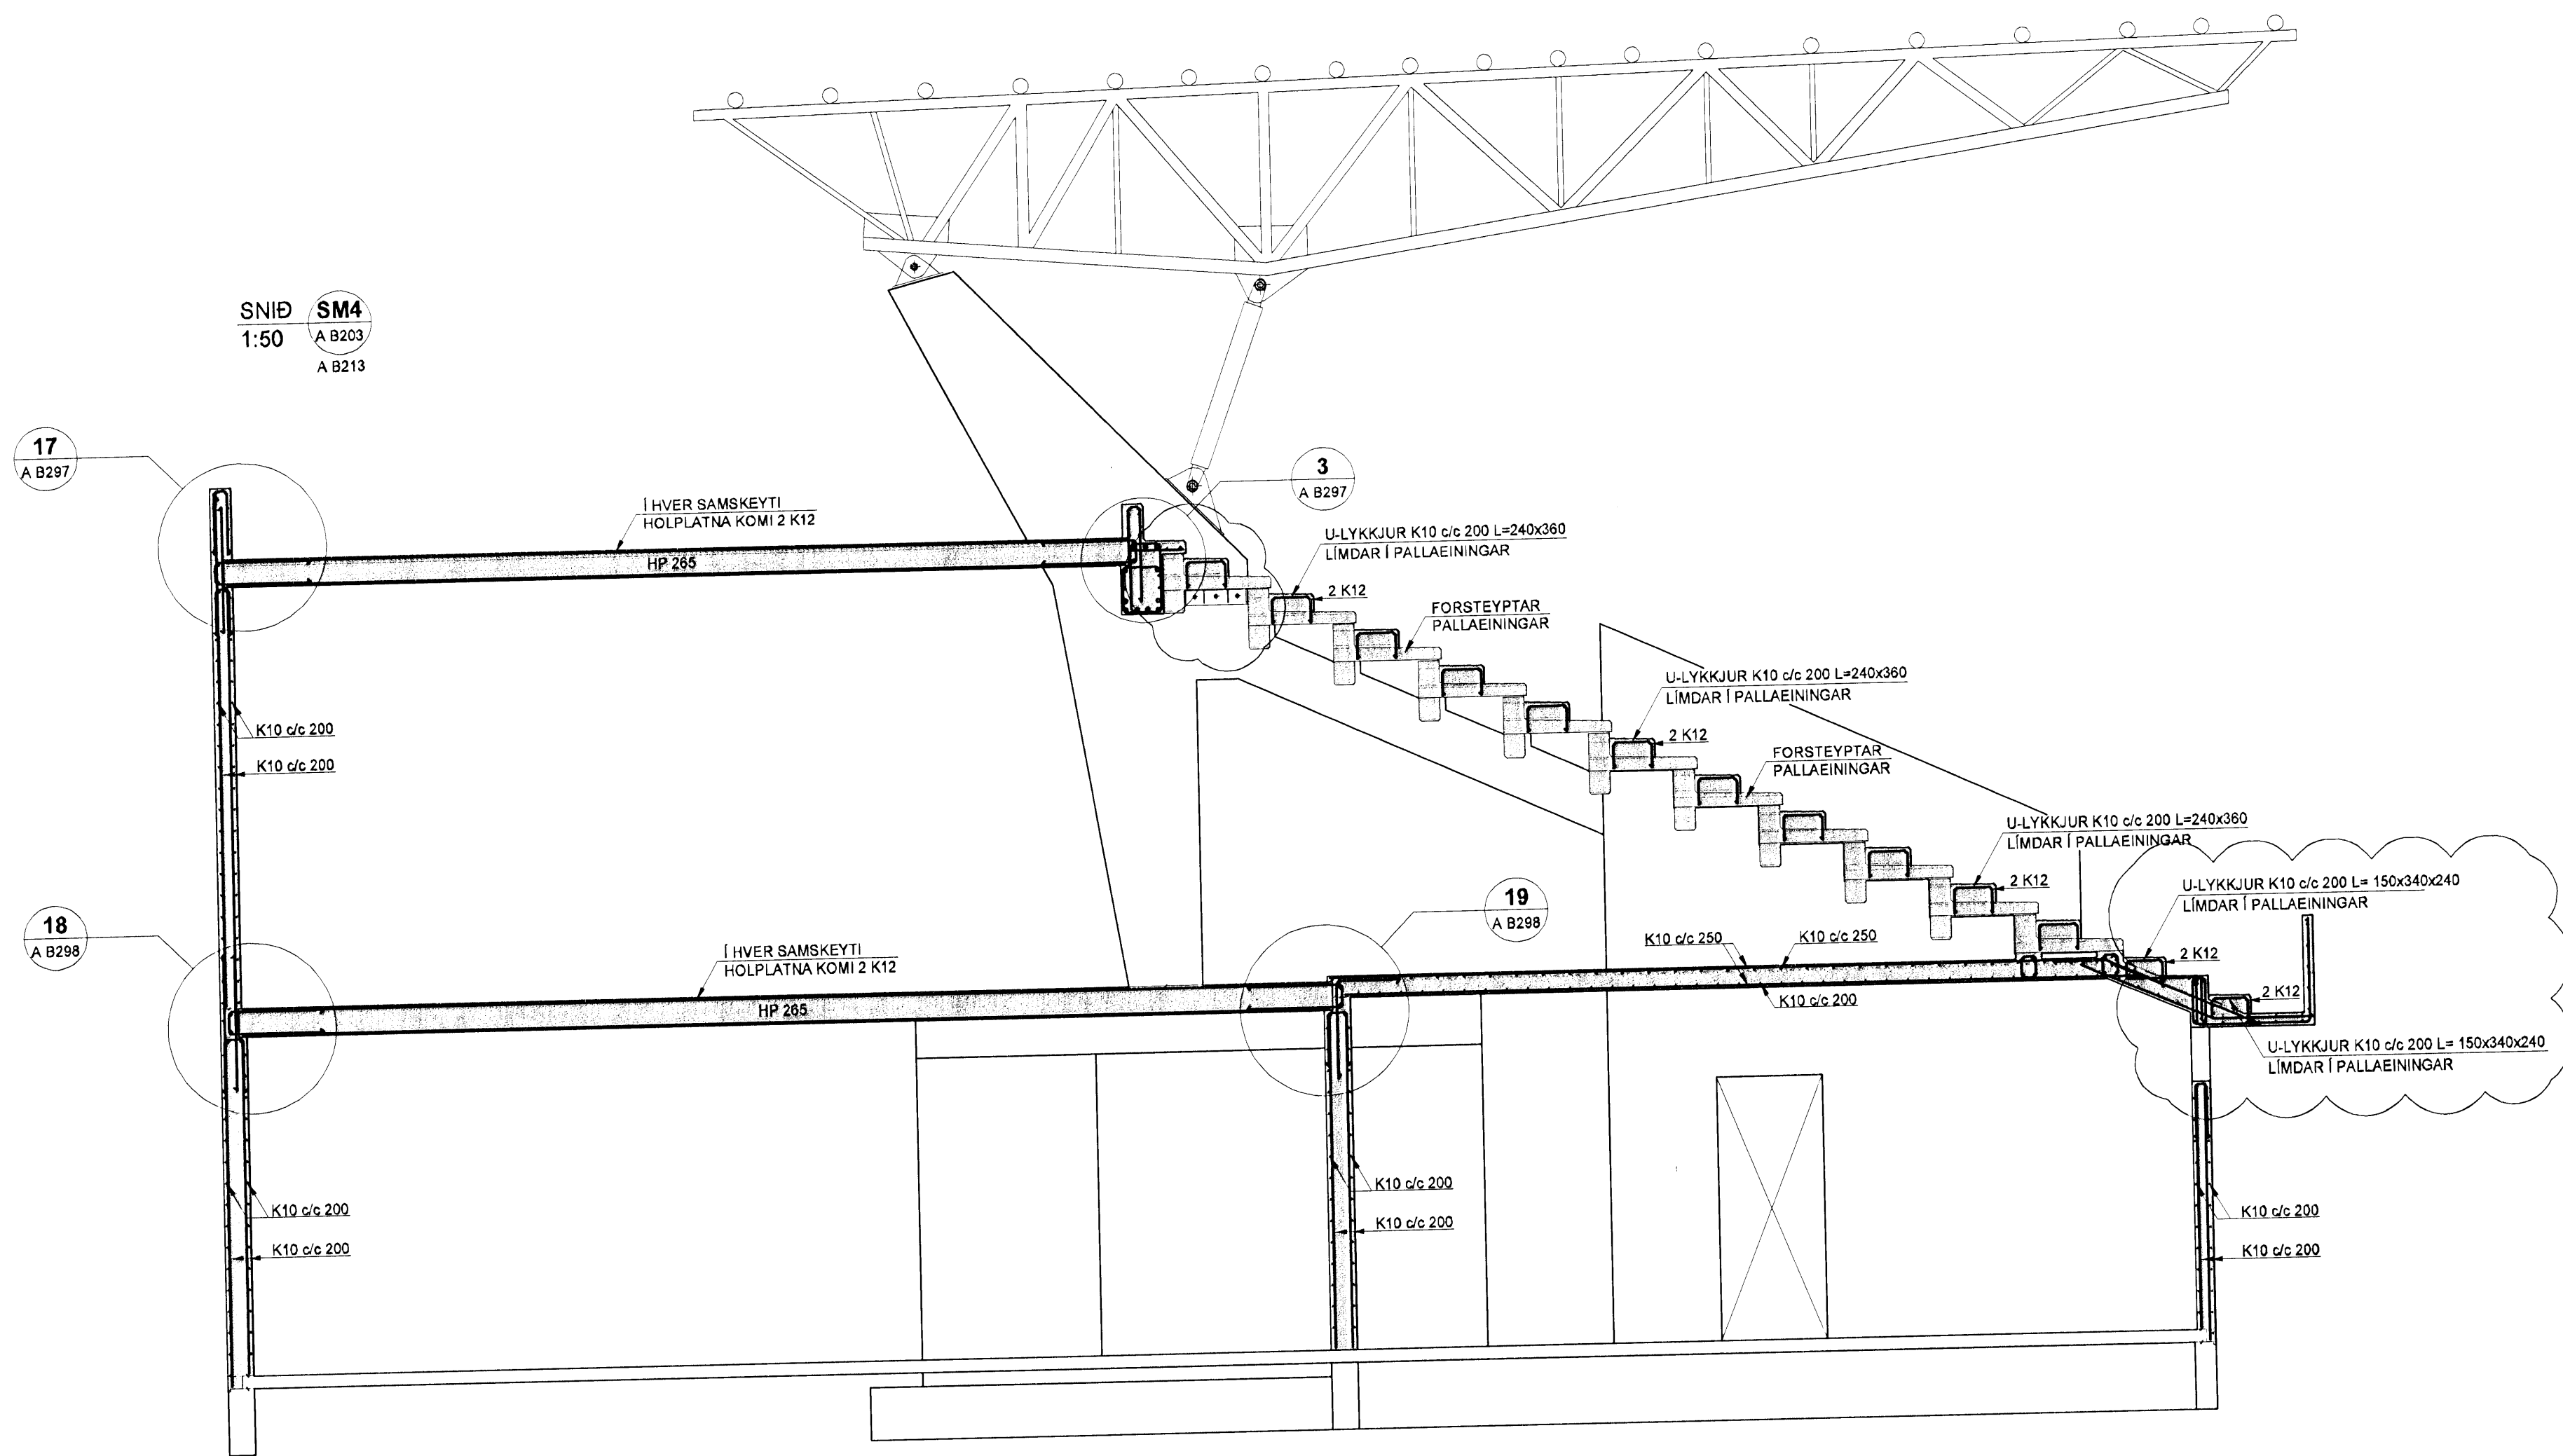 SNIÐ SM4
1:50 A B203
A B213
17
A B297
3
A B297
Í HVER SAMSKEYTI
HOLPLATNA KOMI 2 K12
HP 265
U-LYKKJUR K10 c/c 200 L=240x360
LÍMDAR Í PALLAEININGAR
2 K12
FORSTEYPTAR
PALLAEININGAR
U-LYKKJUR K10 c/c 200 L=240x360
LÍMDAR Í PALLAEININGAR
2 K12
FORSTEYPTAR
PALLAEININGAR
K10 c/c 200
K10 c/c 200
U-LYKKJUR K10 c/c 200 L=240x360
LÍMDAR Í PALLAEININGAR
2 K12
U-LYKKJUR K10 c/c 200 L= 150x340x240
LÍMDAR Í PALLAEININGAR
2 K12
2 K12
U-LYKKJUR K10 c/c 200 L= 150x340x240
LÍMDAR Í PALLAEININGAR
18
A B298
19
A B298
Í HVER SAMSKEYTI
HOLPLATNA KOMI 2 K12
HP 265
K10 c/c 250
K10 c/c 250
K10 c/c 200
K10 c/c 200
K10 c/c 200
K10 c/c 200
K10 c/c 200
K10 c/c 200
K10 c/c 200